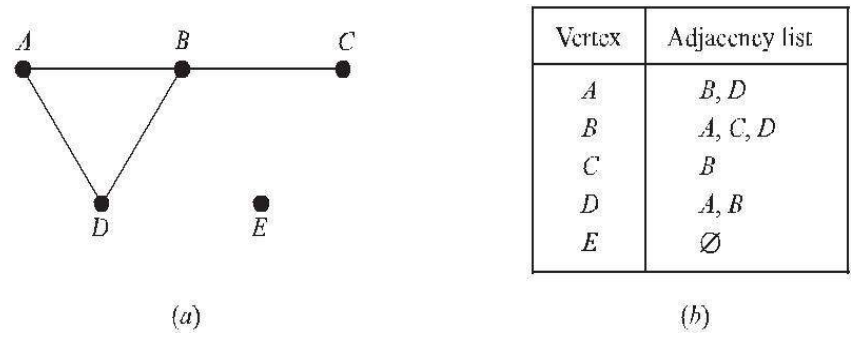 A B C
D E
(a)
Vertex Adjacency list
A B, D
B A, C, D
C B
D A, B
E ∅
(b)